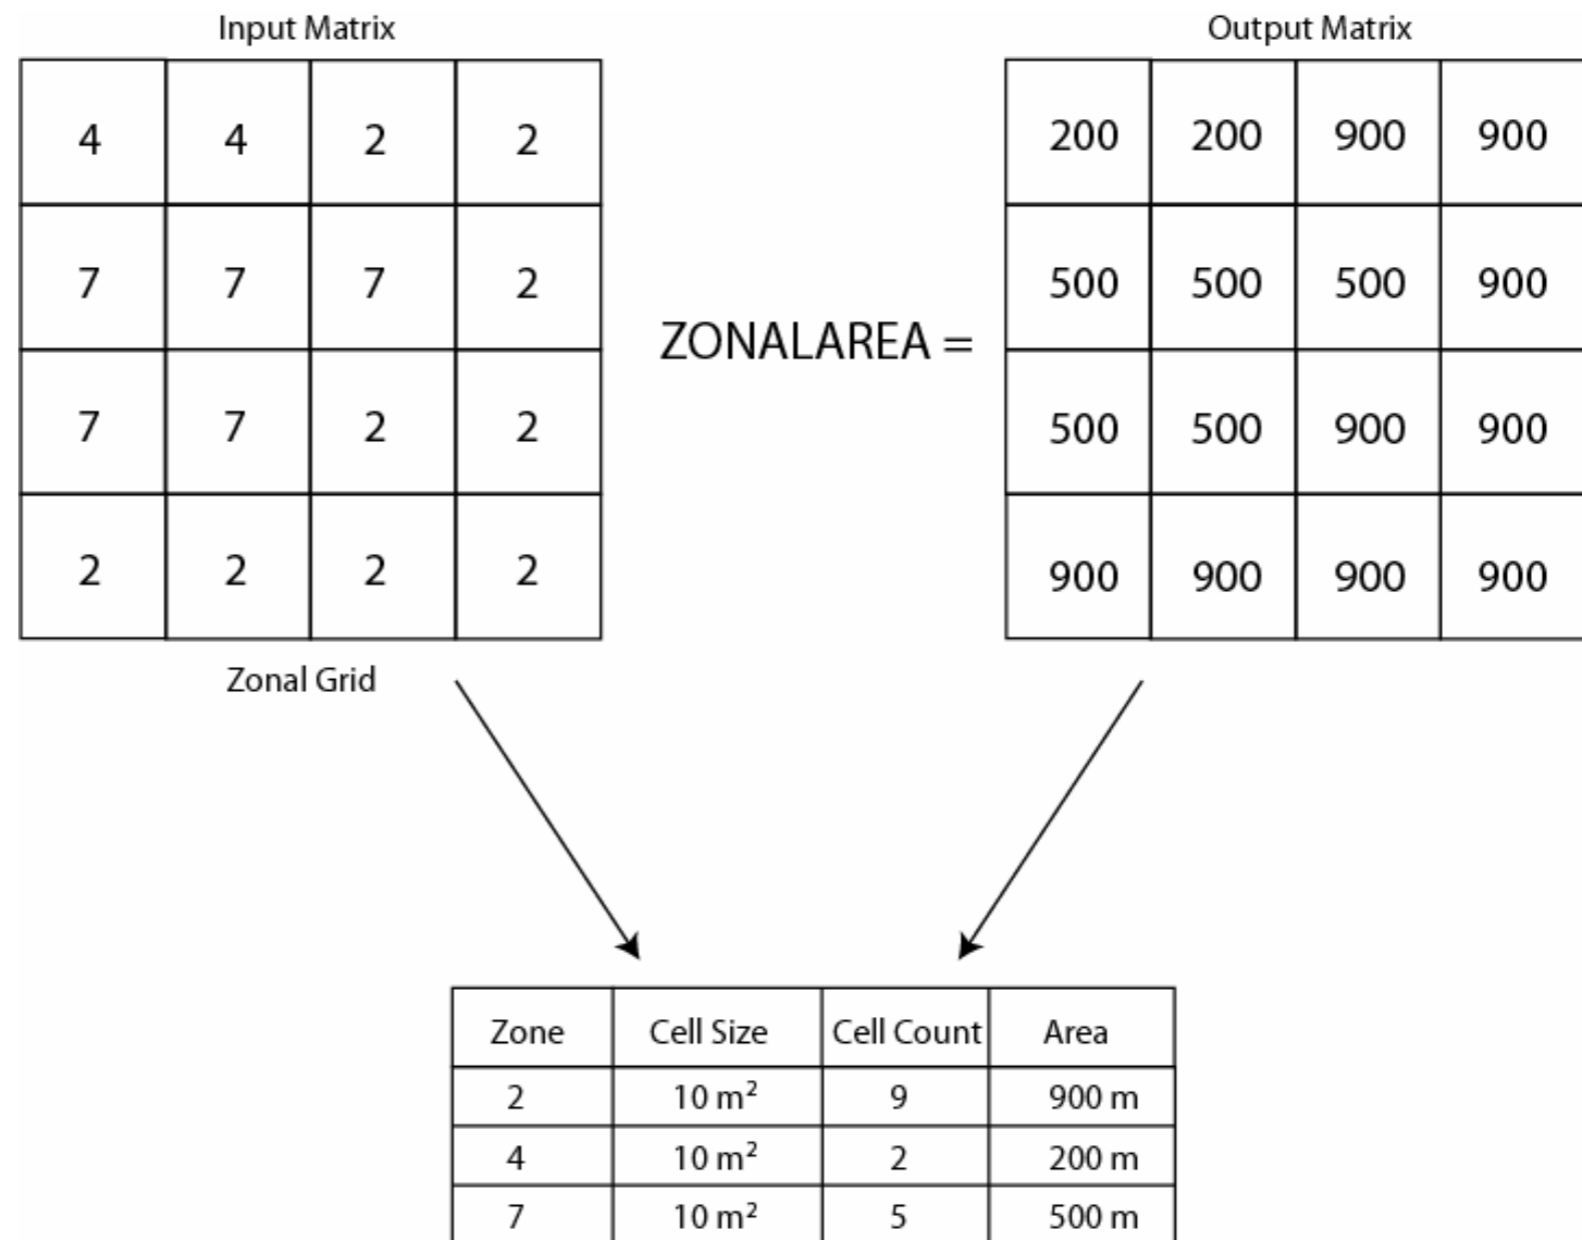 Input Matrix
4 4 2 2
7 7 7 2
7 7 2 2
2 2 2 2
Zonal Grid
ZONALAREA =
Output Matrix
200 200 900 900
500 500 500 900
500 500 900 900
900 900 900 900
Zone Cell Size Cell Count Area
2 10 m² 9 900 m
4 10 m² 2 200 m
7 10 m² 5 500 m